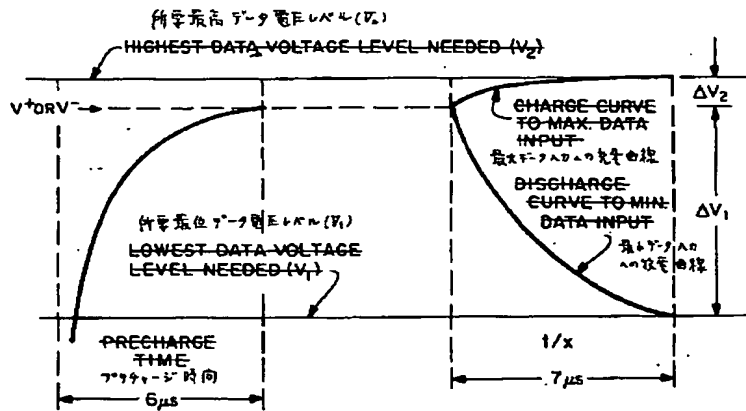 所要最高データ電圧レベル(V₂)
HIGHEST DATA VOLTAGE LEVEL NEEDED (V₂)
V⁺ OR V⁻
ΔV₂
CHARGE CURVE
TO MAX. DATA
INPUT
最大データ入力への充電曲線
DISCHARGE
CURVE TO MIN.
DATA INPUT
ΔV₁
所要最位データ電圧レベル(V₁)
LOWEST DATA VOLTAGE
LEVEL NEEDED (V₁)
最小データ入力
への放電曲線
PRECHARGE
TIME
プリチャージ時間
6μs
t/x
7μs